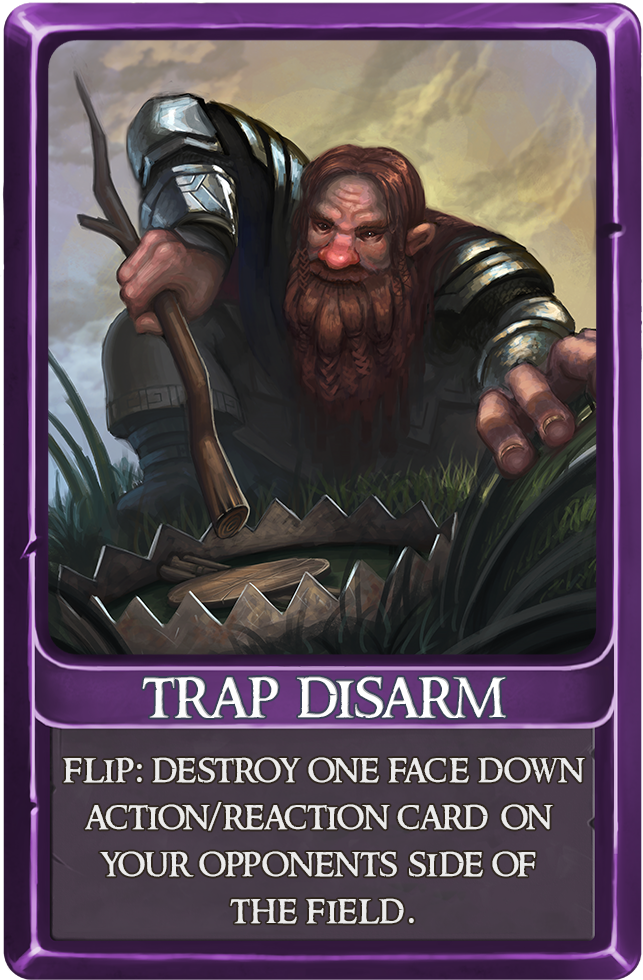 TRAP DISARM
FLIP: DESTROY ONE FACE DOWN
ACTION/REACTION CARD ON
YOUR OPPONENTS SIDE OF
THE FIELD.